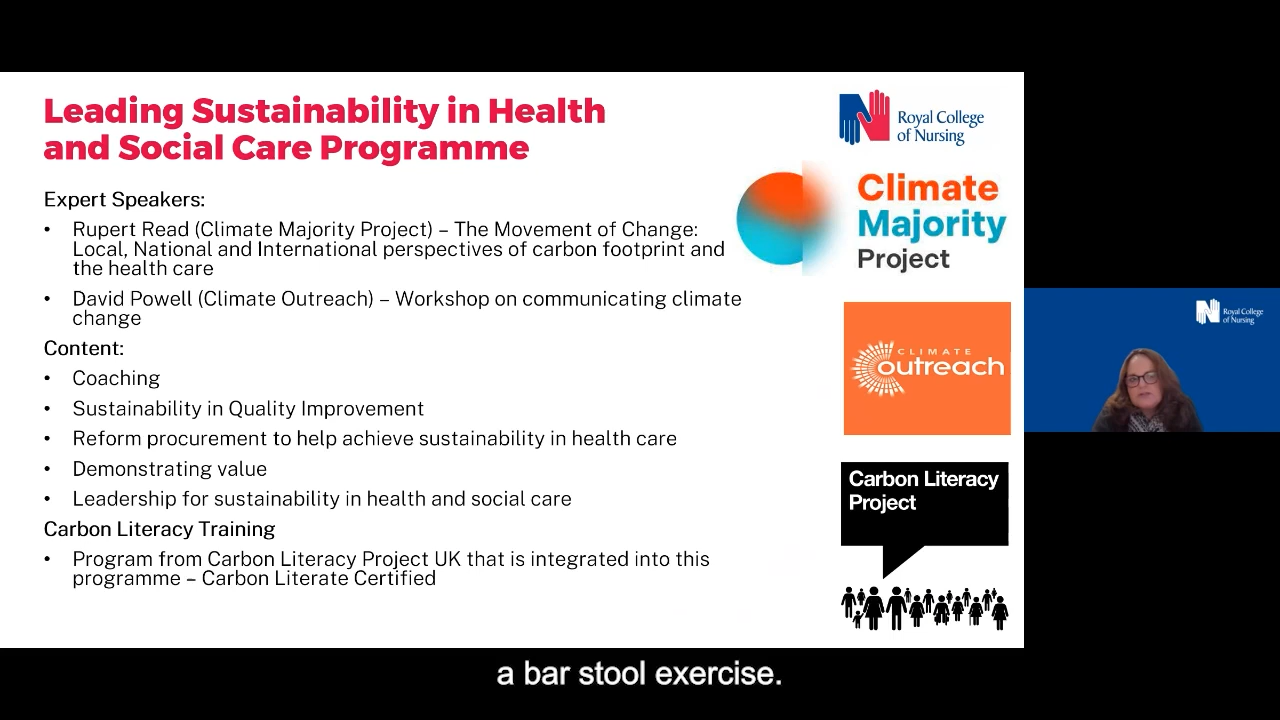 Leading Sustainability in Health
and Social Care Programme
Expert Speakers:
• Rupert Read (Climate Majority Project) – The Movement of Change:
Local, National and International perspectives of carbon footprint and
the health care
• David Powell (Climate Outreach) – Workshop on communicating climate
change
Content:
• Coaching
• Sustainability in Quality Improvement
• Reform procurement to help achieve sustainability in health care
• Demonstrating value
• Leadership for sustainability in health and social care
Carbon Literacy Training
• Program from Carbon Literacy Project UK that is integrated into this
programme – Carbon Literate Certified
Royal College
of Nursing
Climate
Majority
Project
CLIMATE
outreach
Carbon Literacy
Project
Royal College
of Nursing
a bar stool exercise.